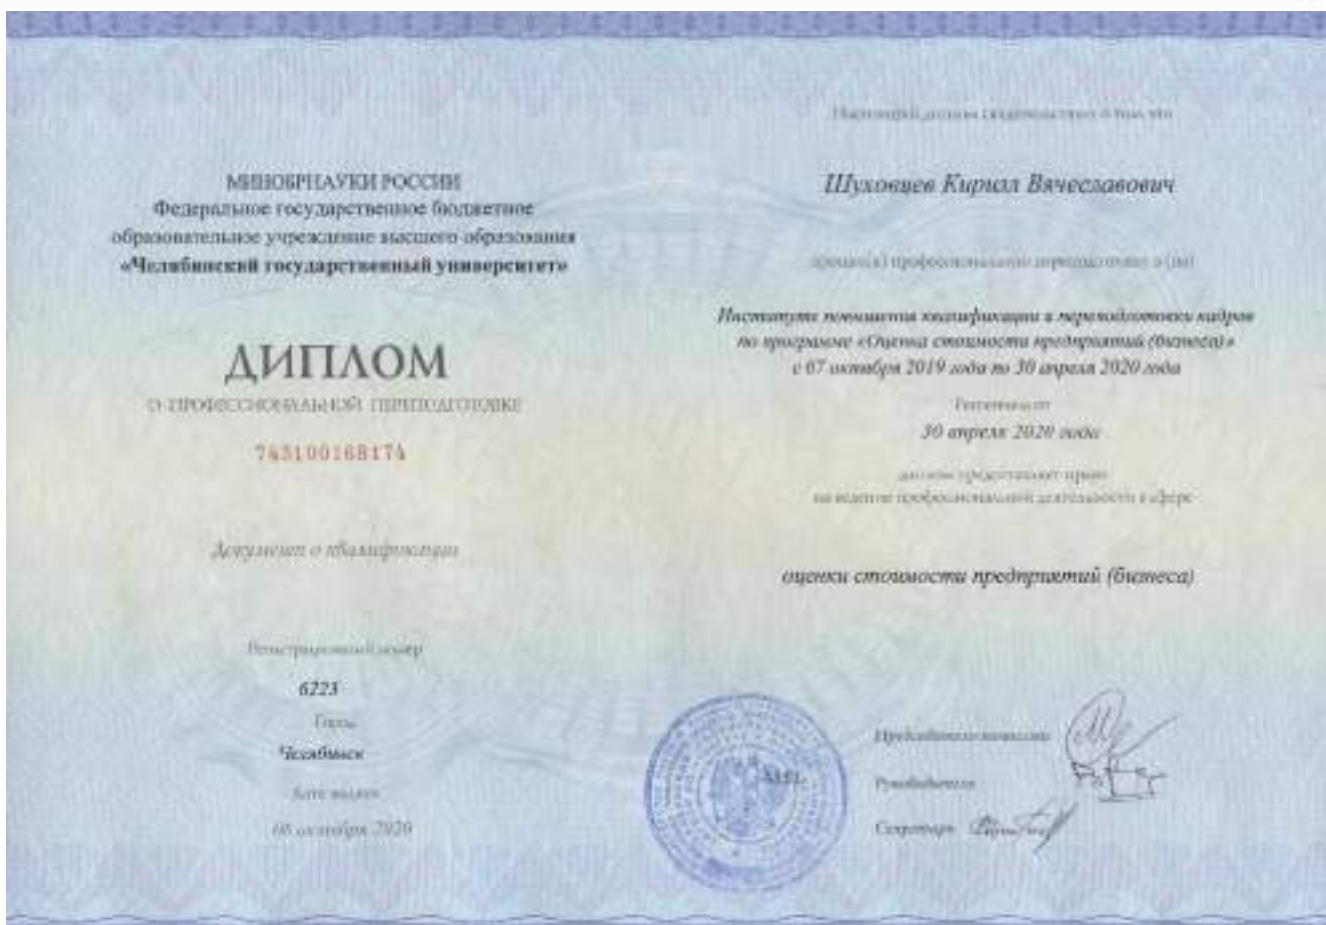 МИНОБРНАУКИ РОССИИ
Федеральное государственное бюджетное
образовательное учреждение высшего образования
«Челябинский государственный университет»
ДИПЛОМ
О ПРОФЕССИОНАЛЬНОЙ ПЕРЕПОДГОТОВКЕ
743100168174
Документ о квалификации
Регистрационный номер
6223
Город
Челябинск
Дата выдачи
октября 2020
Настоящий диплом свидетельствует о том, что
Шуховцев Кирилл Вячеславович
прошел(а) профессиональную переподготовку в (на)
Институте повышения квалификации и переподготовки кадров
по программе «Оценка стоимости предприятий (бизнеса)»
с 07 октября 2019 года по 30 апреля 2020 года
Решением от
30 апреля 2020 года
диплом предоставляет право
на ведение профессиональной деятельности в сфере
оценки стоимости предприятий (бизнеса)
Председатель комиссии
М.П.
Руководитель
Секретарь